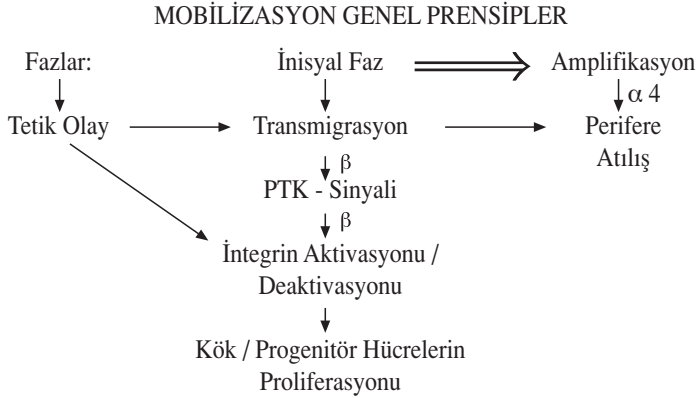 MOBİLİZASYON GENEL PRENSİPLER
Fazlar: İnisyal Faz Amplifikasyon
α 4
Tetik Olay Transmigrasyon Perifere
Atılış
β
PTK - Sinyali
β
İntegrin Aktivasyonu /
Deaktivasyonu
Kök / Progenitör Hücrelerin
Proliferasyonu